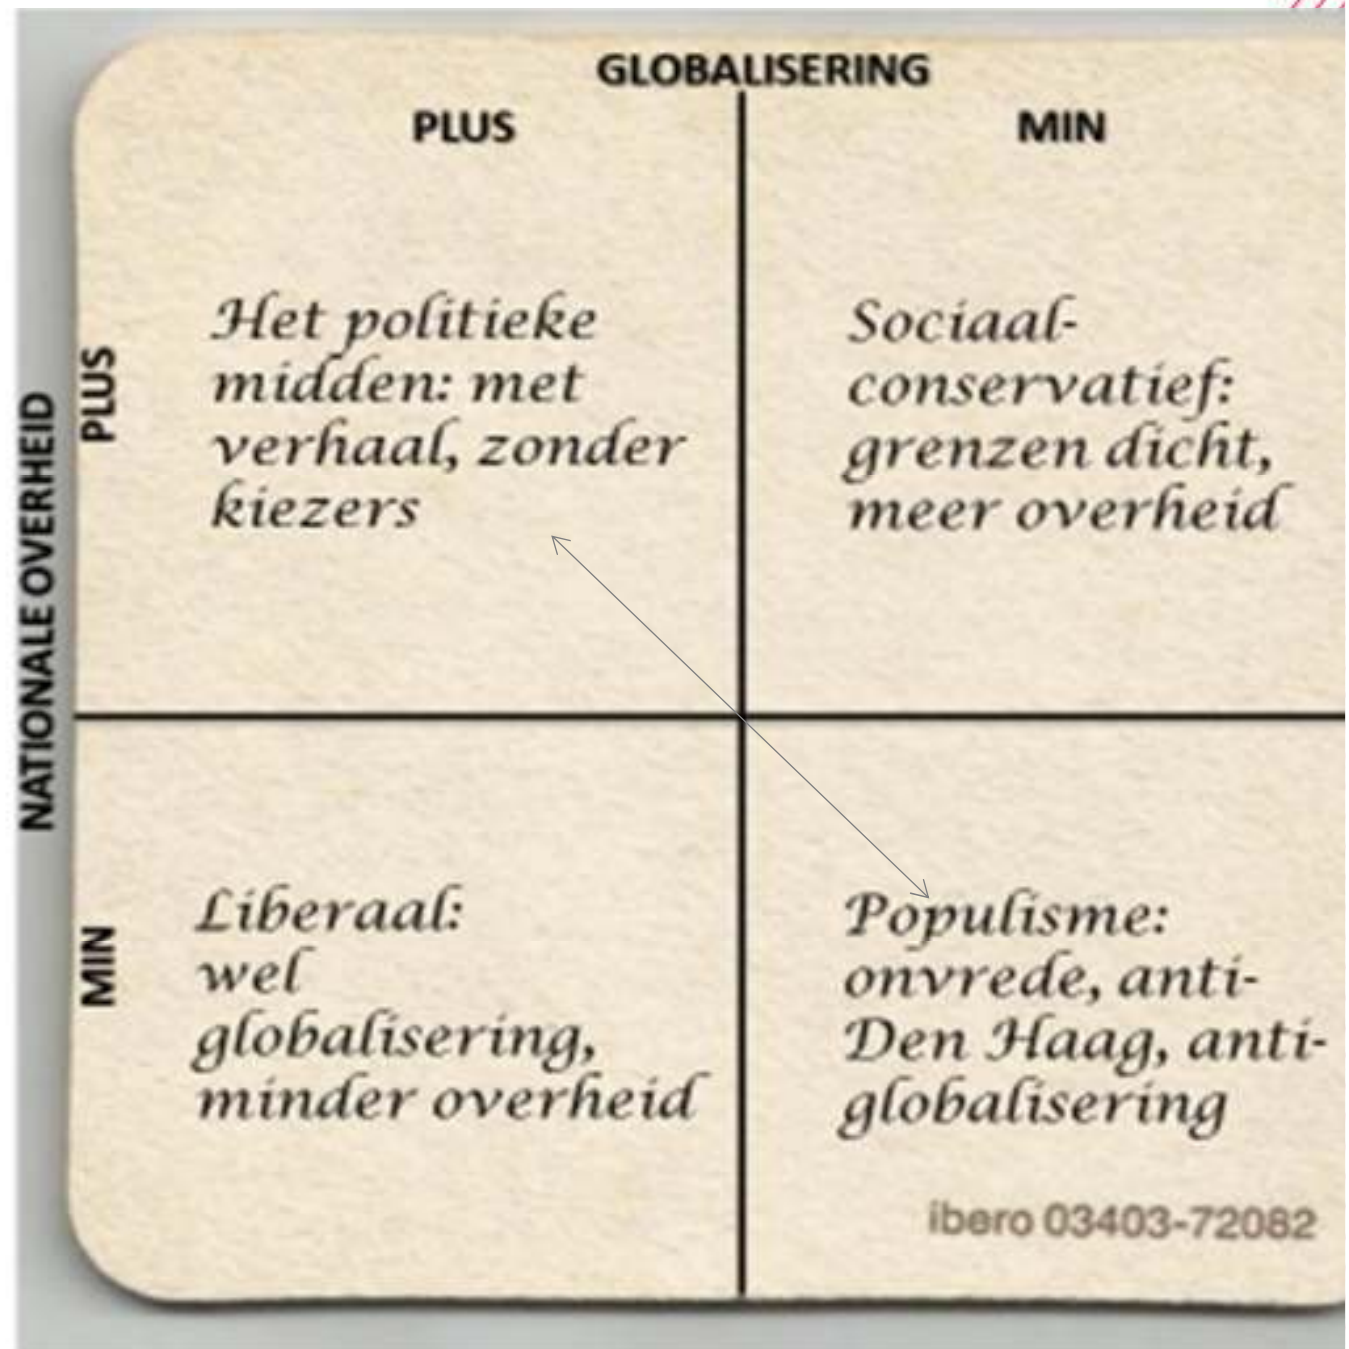 GLOBALISERING
PLUS
MIN
NATIONALE OVERHEID
PLUS
Het politieke
midden: met
verhaal, zonder
kiezers
Sociaal-
conservatief:
grenzen dicht,
meer overheid
MIN
Liberaal:
wel
globalisering,
minder overheid
Populisme:
onvrede, anti-
Den Haag, anti-
globalisering
ibero 03403-72082